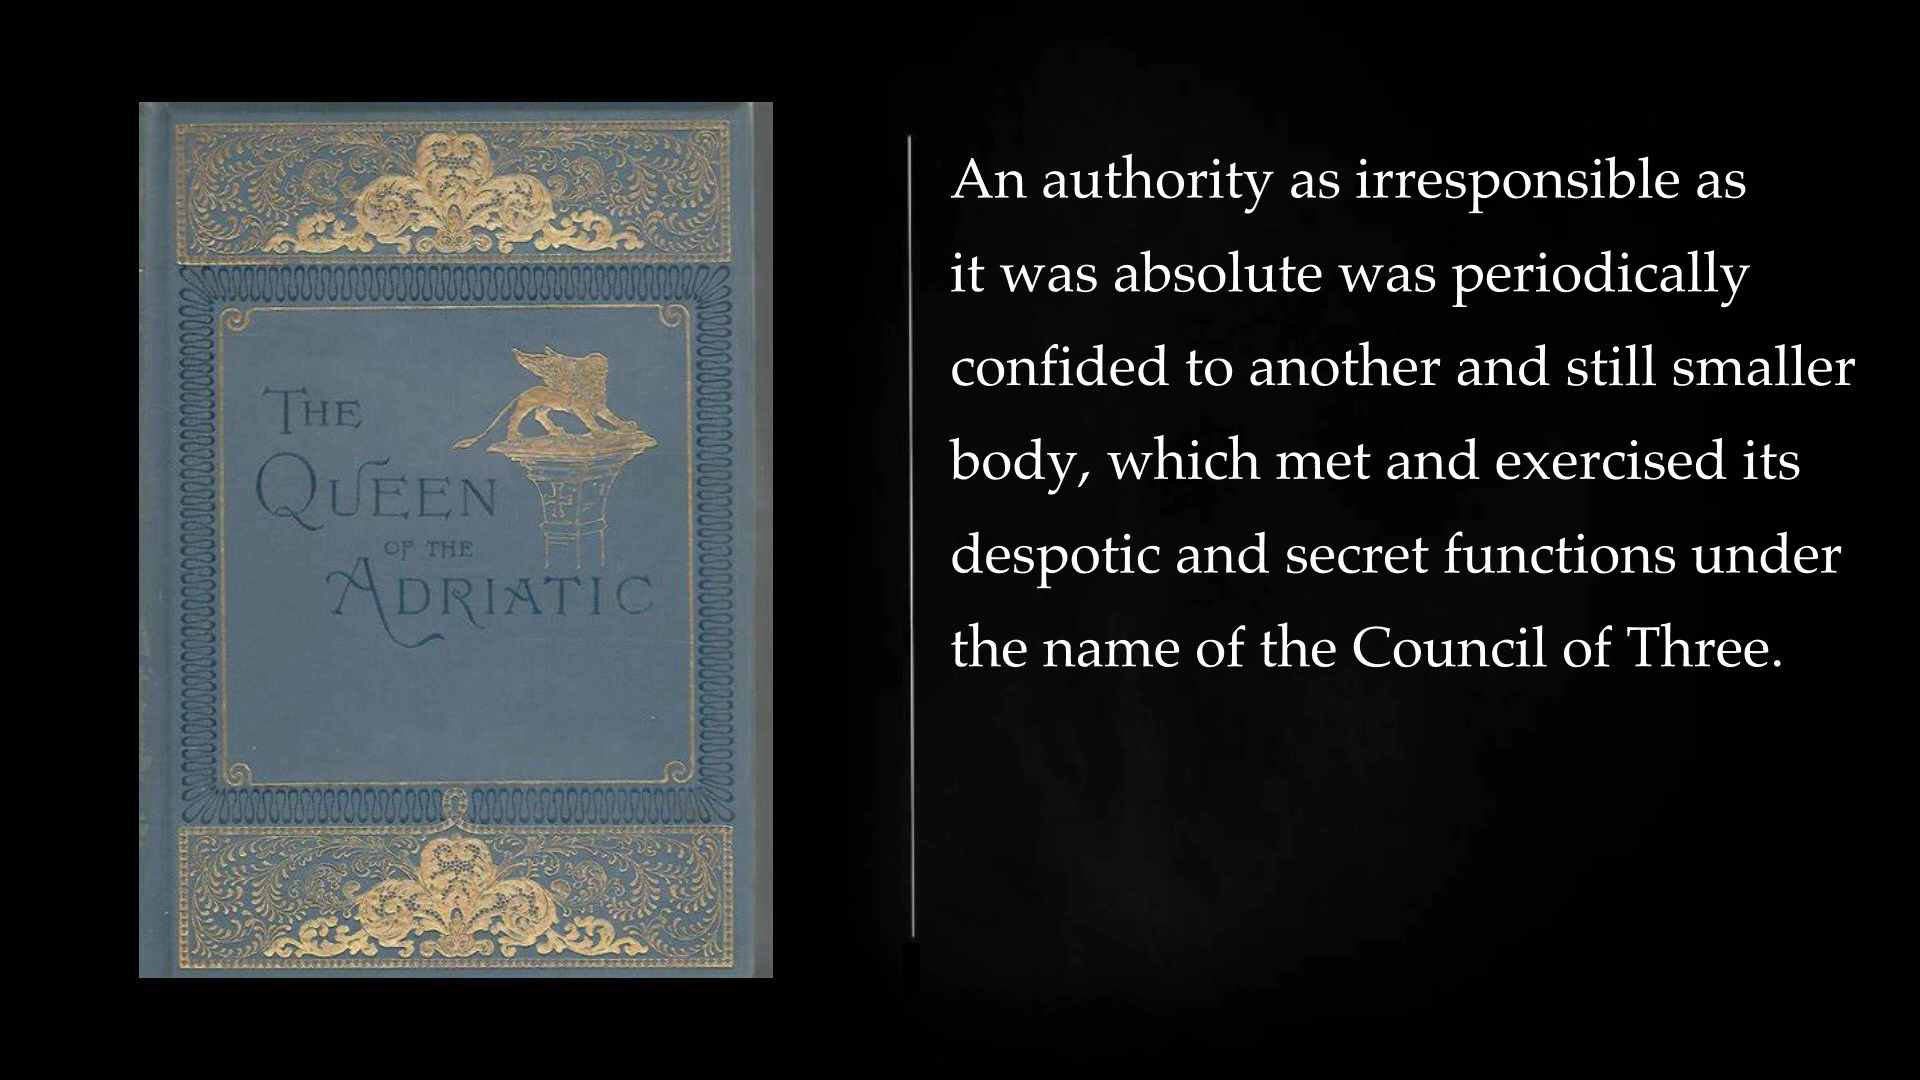 THE
QUEEN
OF THE
ADRIATIC
An authority as irresponsible as
it was absolute was periodically
confided to another and still smaller
body, which met and exercised its
despotic and secret functions under
the name of the Council of Three.